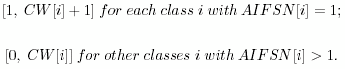 [1, CW[i] + 1] for each class i with AIFSN[i] = 1;
[0, CW[i]] for other classes i with AIFSN[i] > 1.